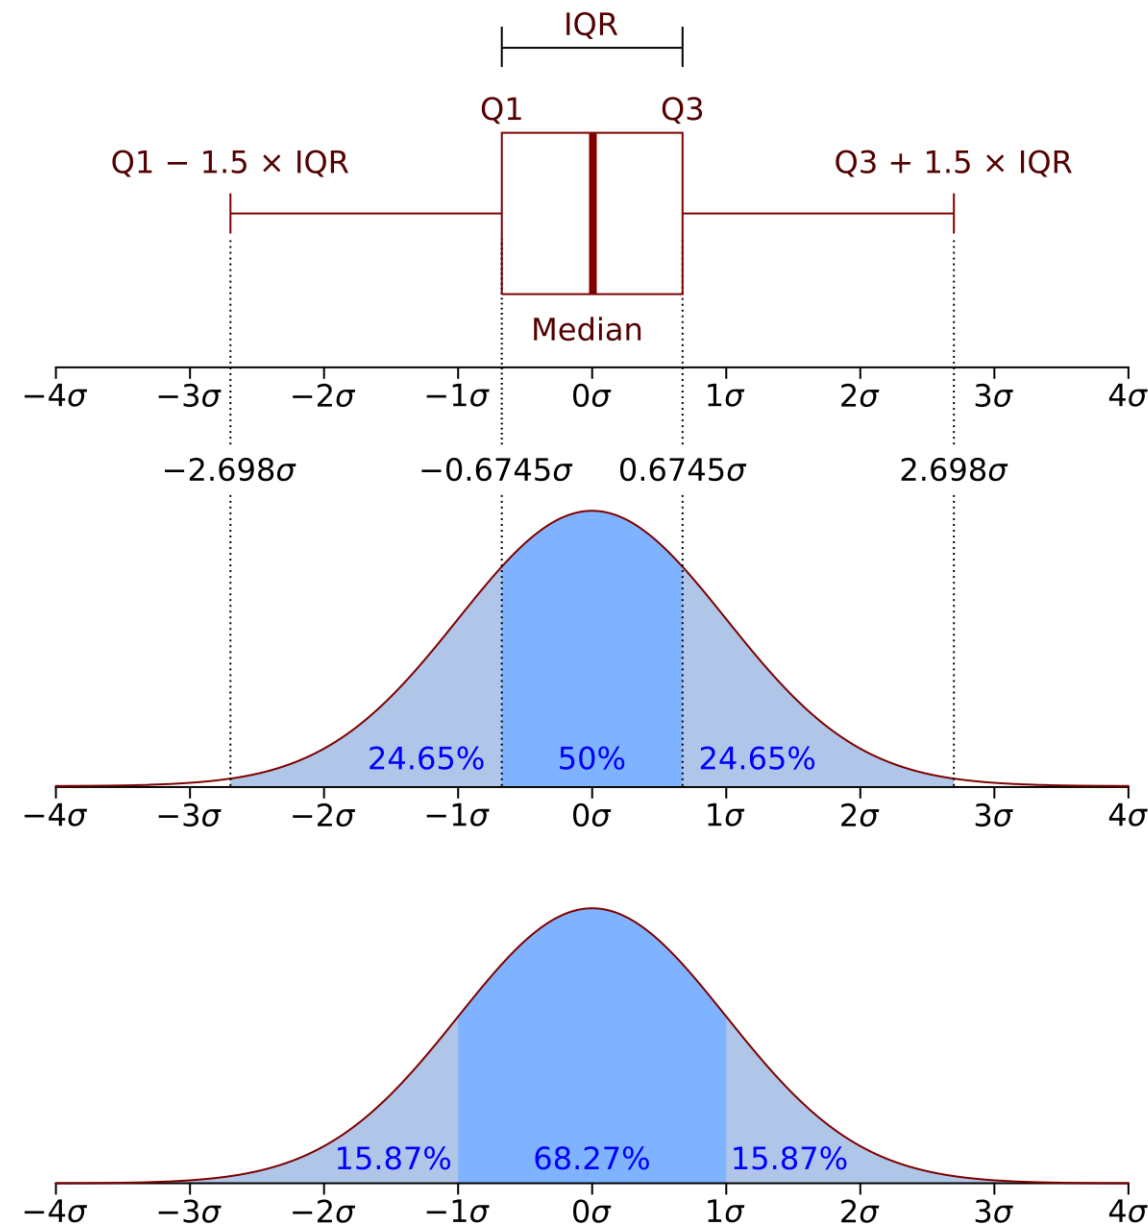 IQR
Q1 Q3
Q1 − 1.5 × IQR Q3 + 1.5 × IQR
Median
−4σ −3σ −2σ −1σ 0σ 1σ 2σ 3σ 4σ
−2.698σ −0.6745σ 0.6745σ 2.698σ
24.65% 50% 24.65%
−4σ −3σ −2σ −1σ 0σ 1σ 2σ 3σ 4σ
15.87% 68.27% 15.87%
−4σ −3σ −2σ −1σ 0σ 1σ 2σ 3σ 4σ